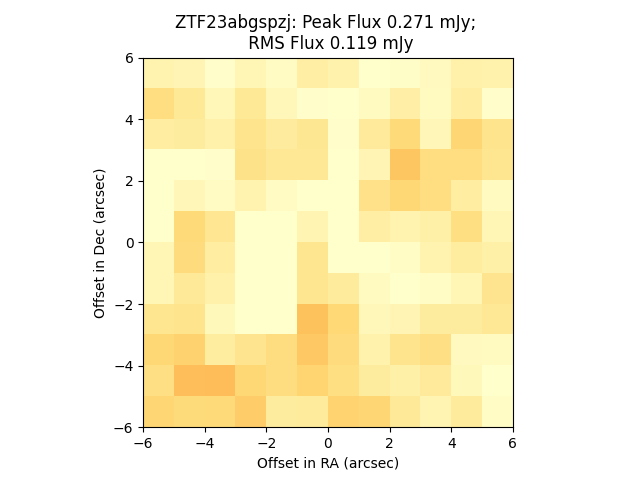 ZTF23abgspzj: Peak Flux 0.271 mJy;
RMS Flux 0.119 mJy
6
4
2
0
−2
−4
−6
Offset in Dec (arcsec)
−6 −4 −2 0 2 4 6
Offset in RA (arcsec)